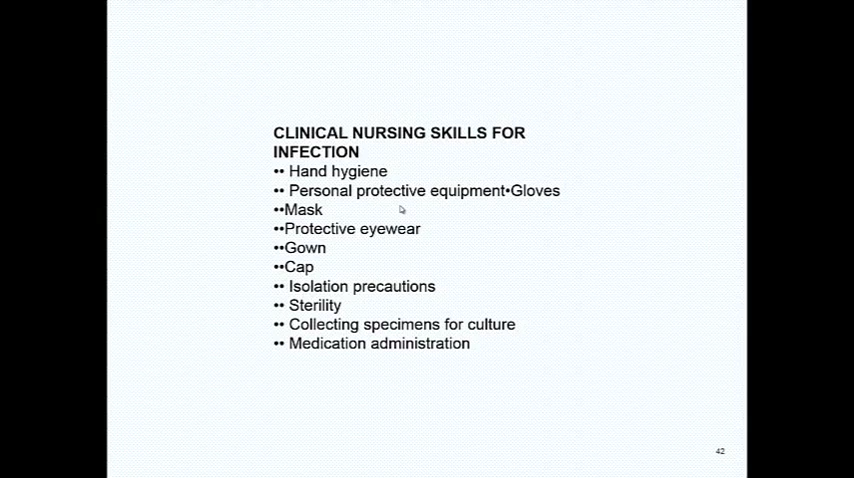 CLINICAL NURSING SKILLS FOR
INFECTION
•• Hand hygiene
•• Personal protective equipment•Gloves
••Mask
••Protective eyewear
••Gown
••Cap
•• Isolation precautions
•• Sterility
•• Collecting specimens for culture
•• Medication administration
42